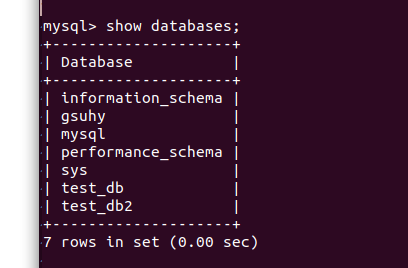 mysql> show databases;
+--------------------+
| Database           |
+--------------------+
| information_schema |
| gsuhy              |
| mysql              |
| performance_schema |
| sys                |
| test_db            |
| test_db2           |
+--------------------+
7 rows in set (0.00 sec)